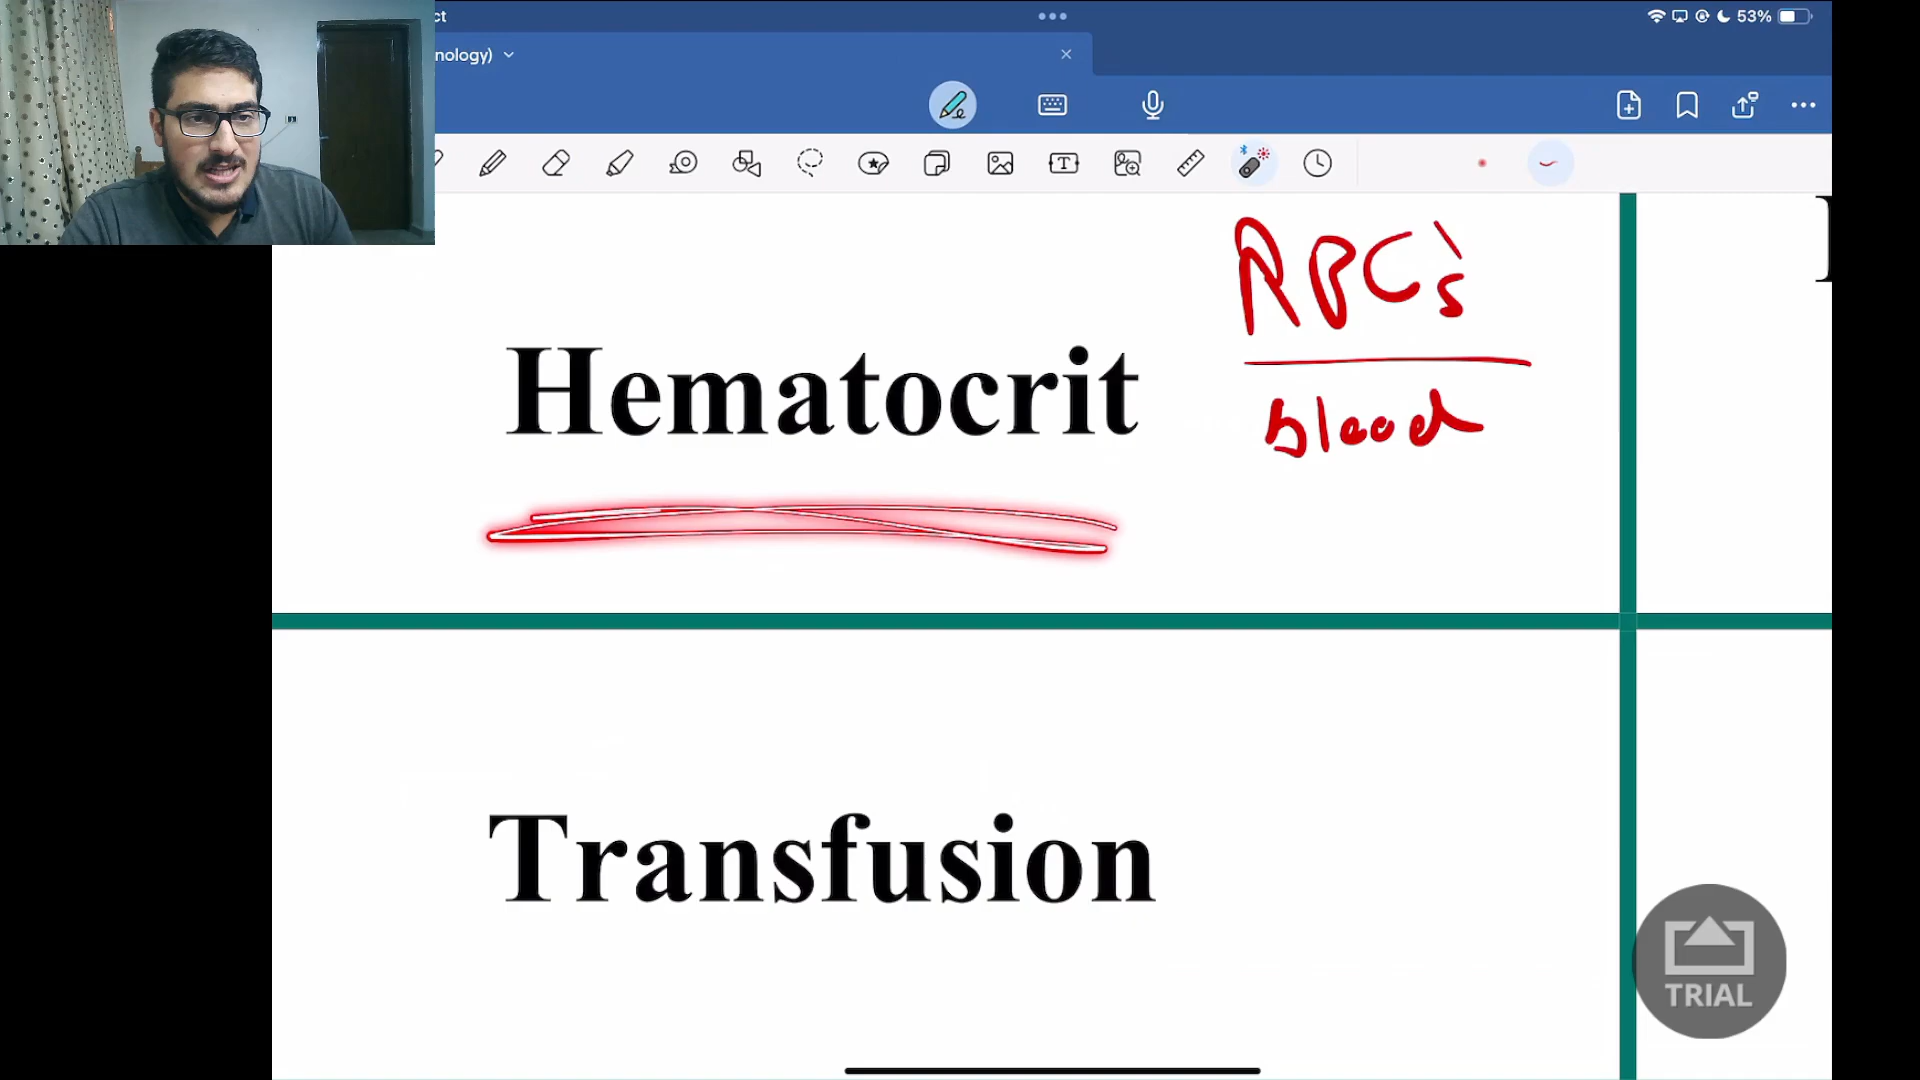 ct
53%
nology)
RBC's
Hematocrit
blood
Transfusion
TRIAL